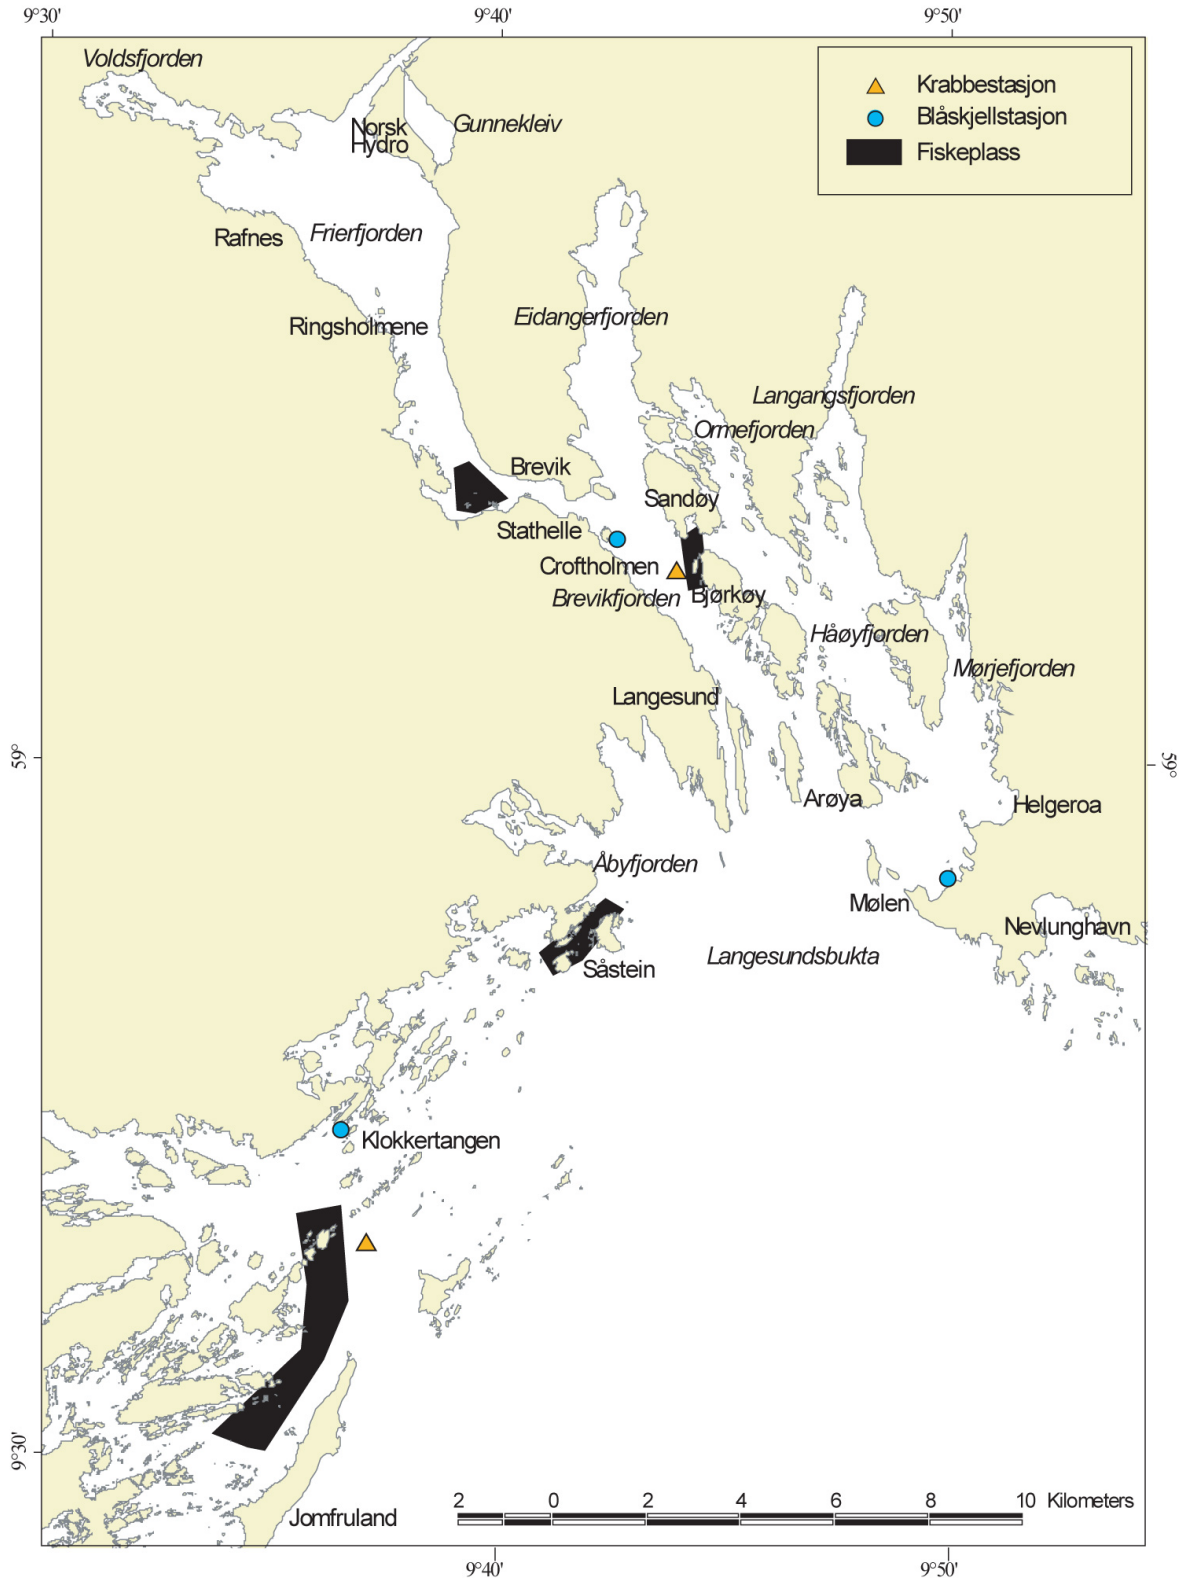 9°30'
9°40'
9°50'
Voldsfjorden
Krabbestasjon
Blåskjellstasjon
Fiskeplass
Norsk
Hydro
Gunnekleiv
Rafnes
Frierfjorden
Ringsholmene
Eidangerfjorden
Langangsfjorden
Ormefjorden
Brevik
Sandøy
Stathelle
Croftholmen
Brevikfjorden
Bjørkøy
Håøyfjorden
Mørjefjorden
Langesund
59°
59°
Arøya
Helgeroa
Åbyfjorden
Mølen
Nevlunghavn
Langesundsbukta
Såstein
Klokkertangen
9°30'
Jomfruland
2 0 2 4 6 8 10 Kilometers
9°40'
9°50'